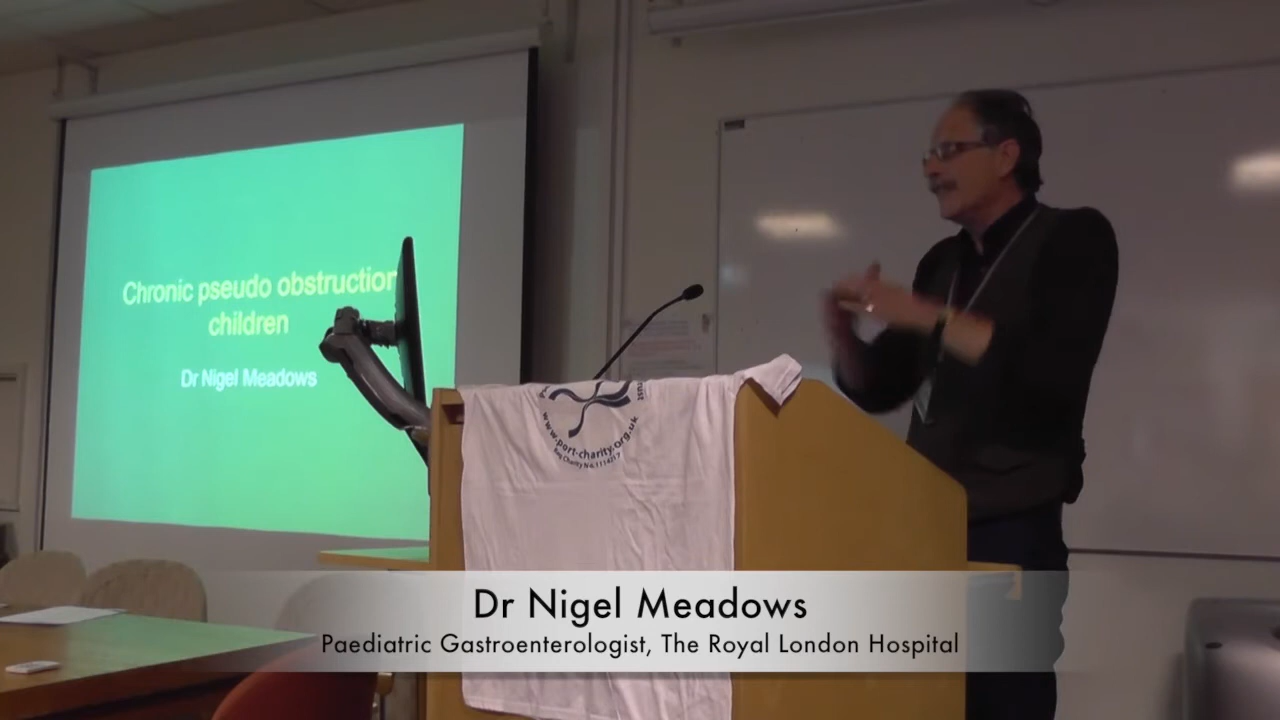 Chronic pseudo obstruction
children
Dr Nigel Meadows
www.port-charity.org.uk
Dr Nigel Meadows
Paediatric Gastroenterologist, The Royal London Hospital